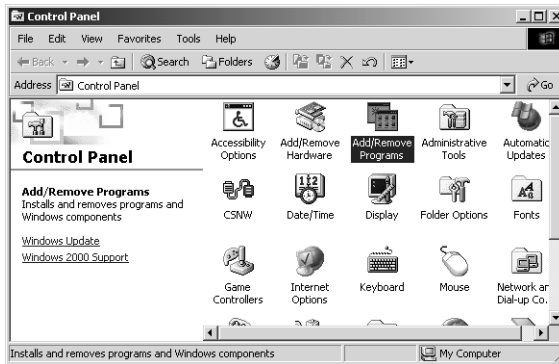 Control Panel
File Edit View Favorites Tools Help
Back Search Folders
Address Control Panel Go
Control Panel
Add/Remove Programs
Installs and removes programs and
Windows components
Windows Update
Windows 2000 Support
Accessibility
Options
Add/Remove
Hardware
Add/Remove
Programs
Administrative
Tools
Automatic
Updates
CSNW
Date/Time
Display
Folder Options
Fonts
Game
Controllers
Internet
Options
Keyboard
Mouse
Network an
Dial-up Co.
Installs and removes programs and Windows components My Computer